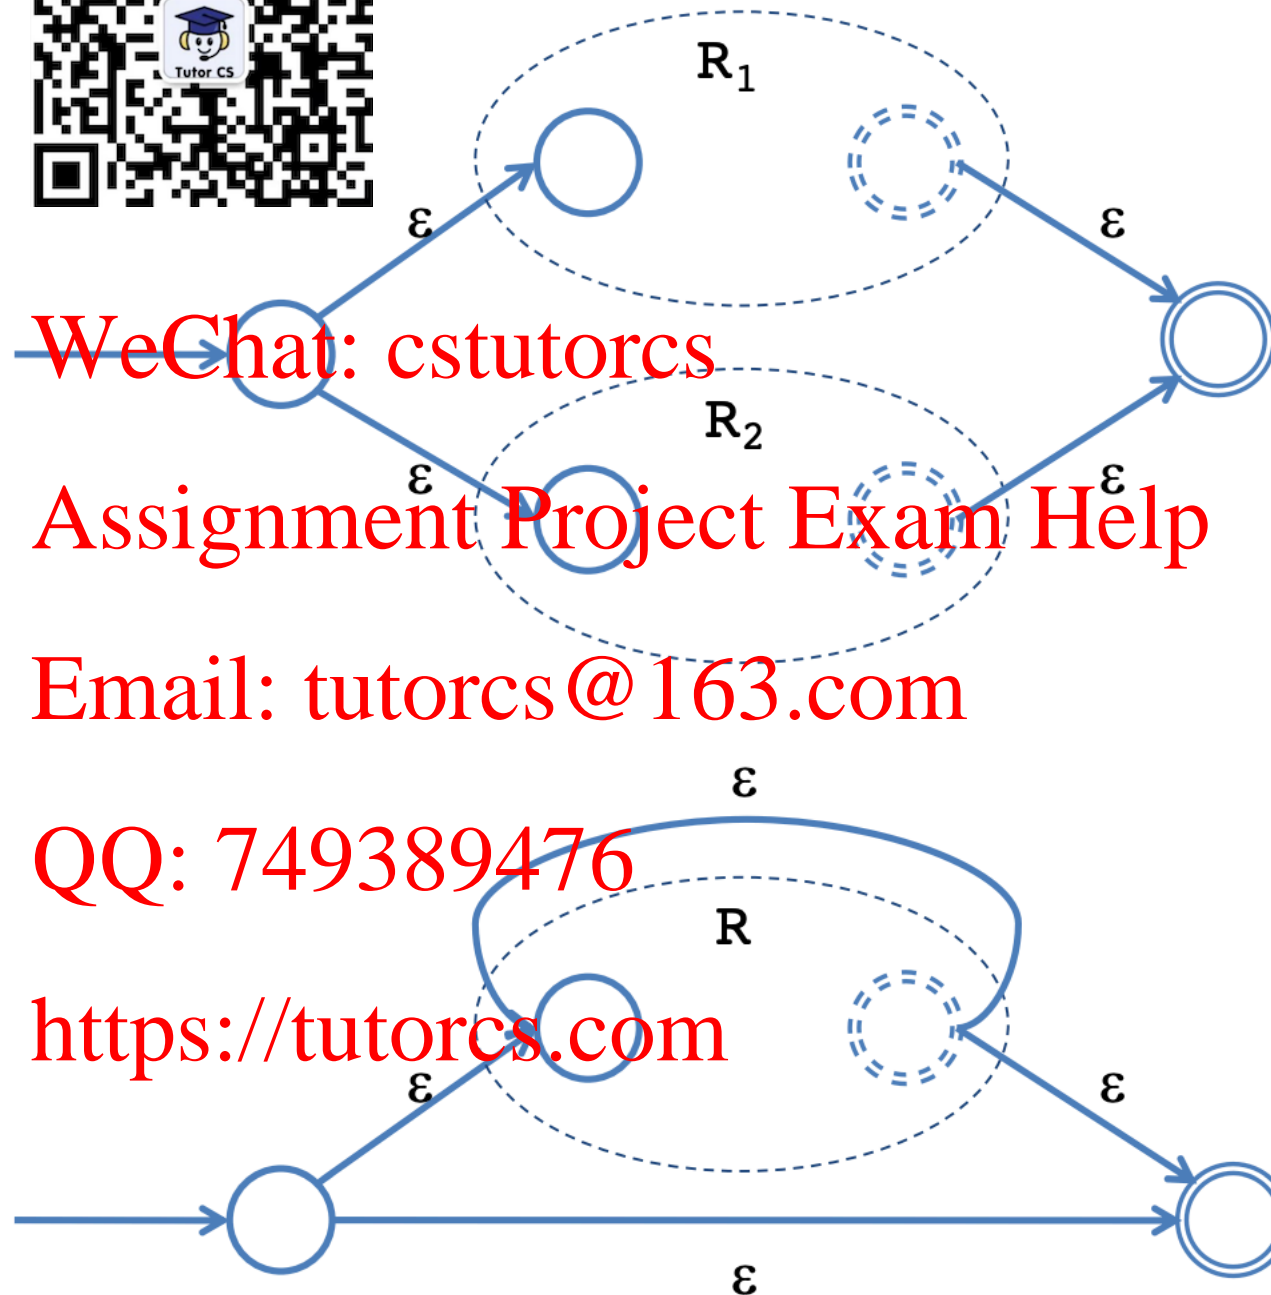 Tutor CS
R1
ε ε
WeChat: cstutorcs
R2
ε ε
Assignment Project Exam Help
Email: tutorcs@163.com
ε
QQ: 749389476
R
https://tutorcs.com
ε ε
ε